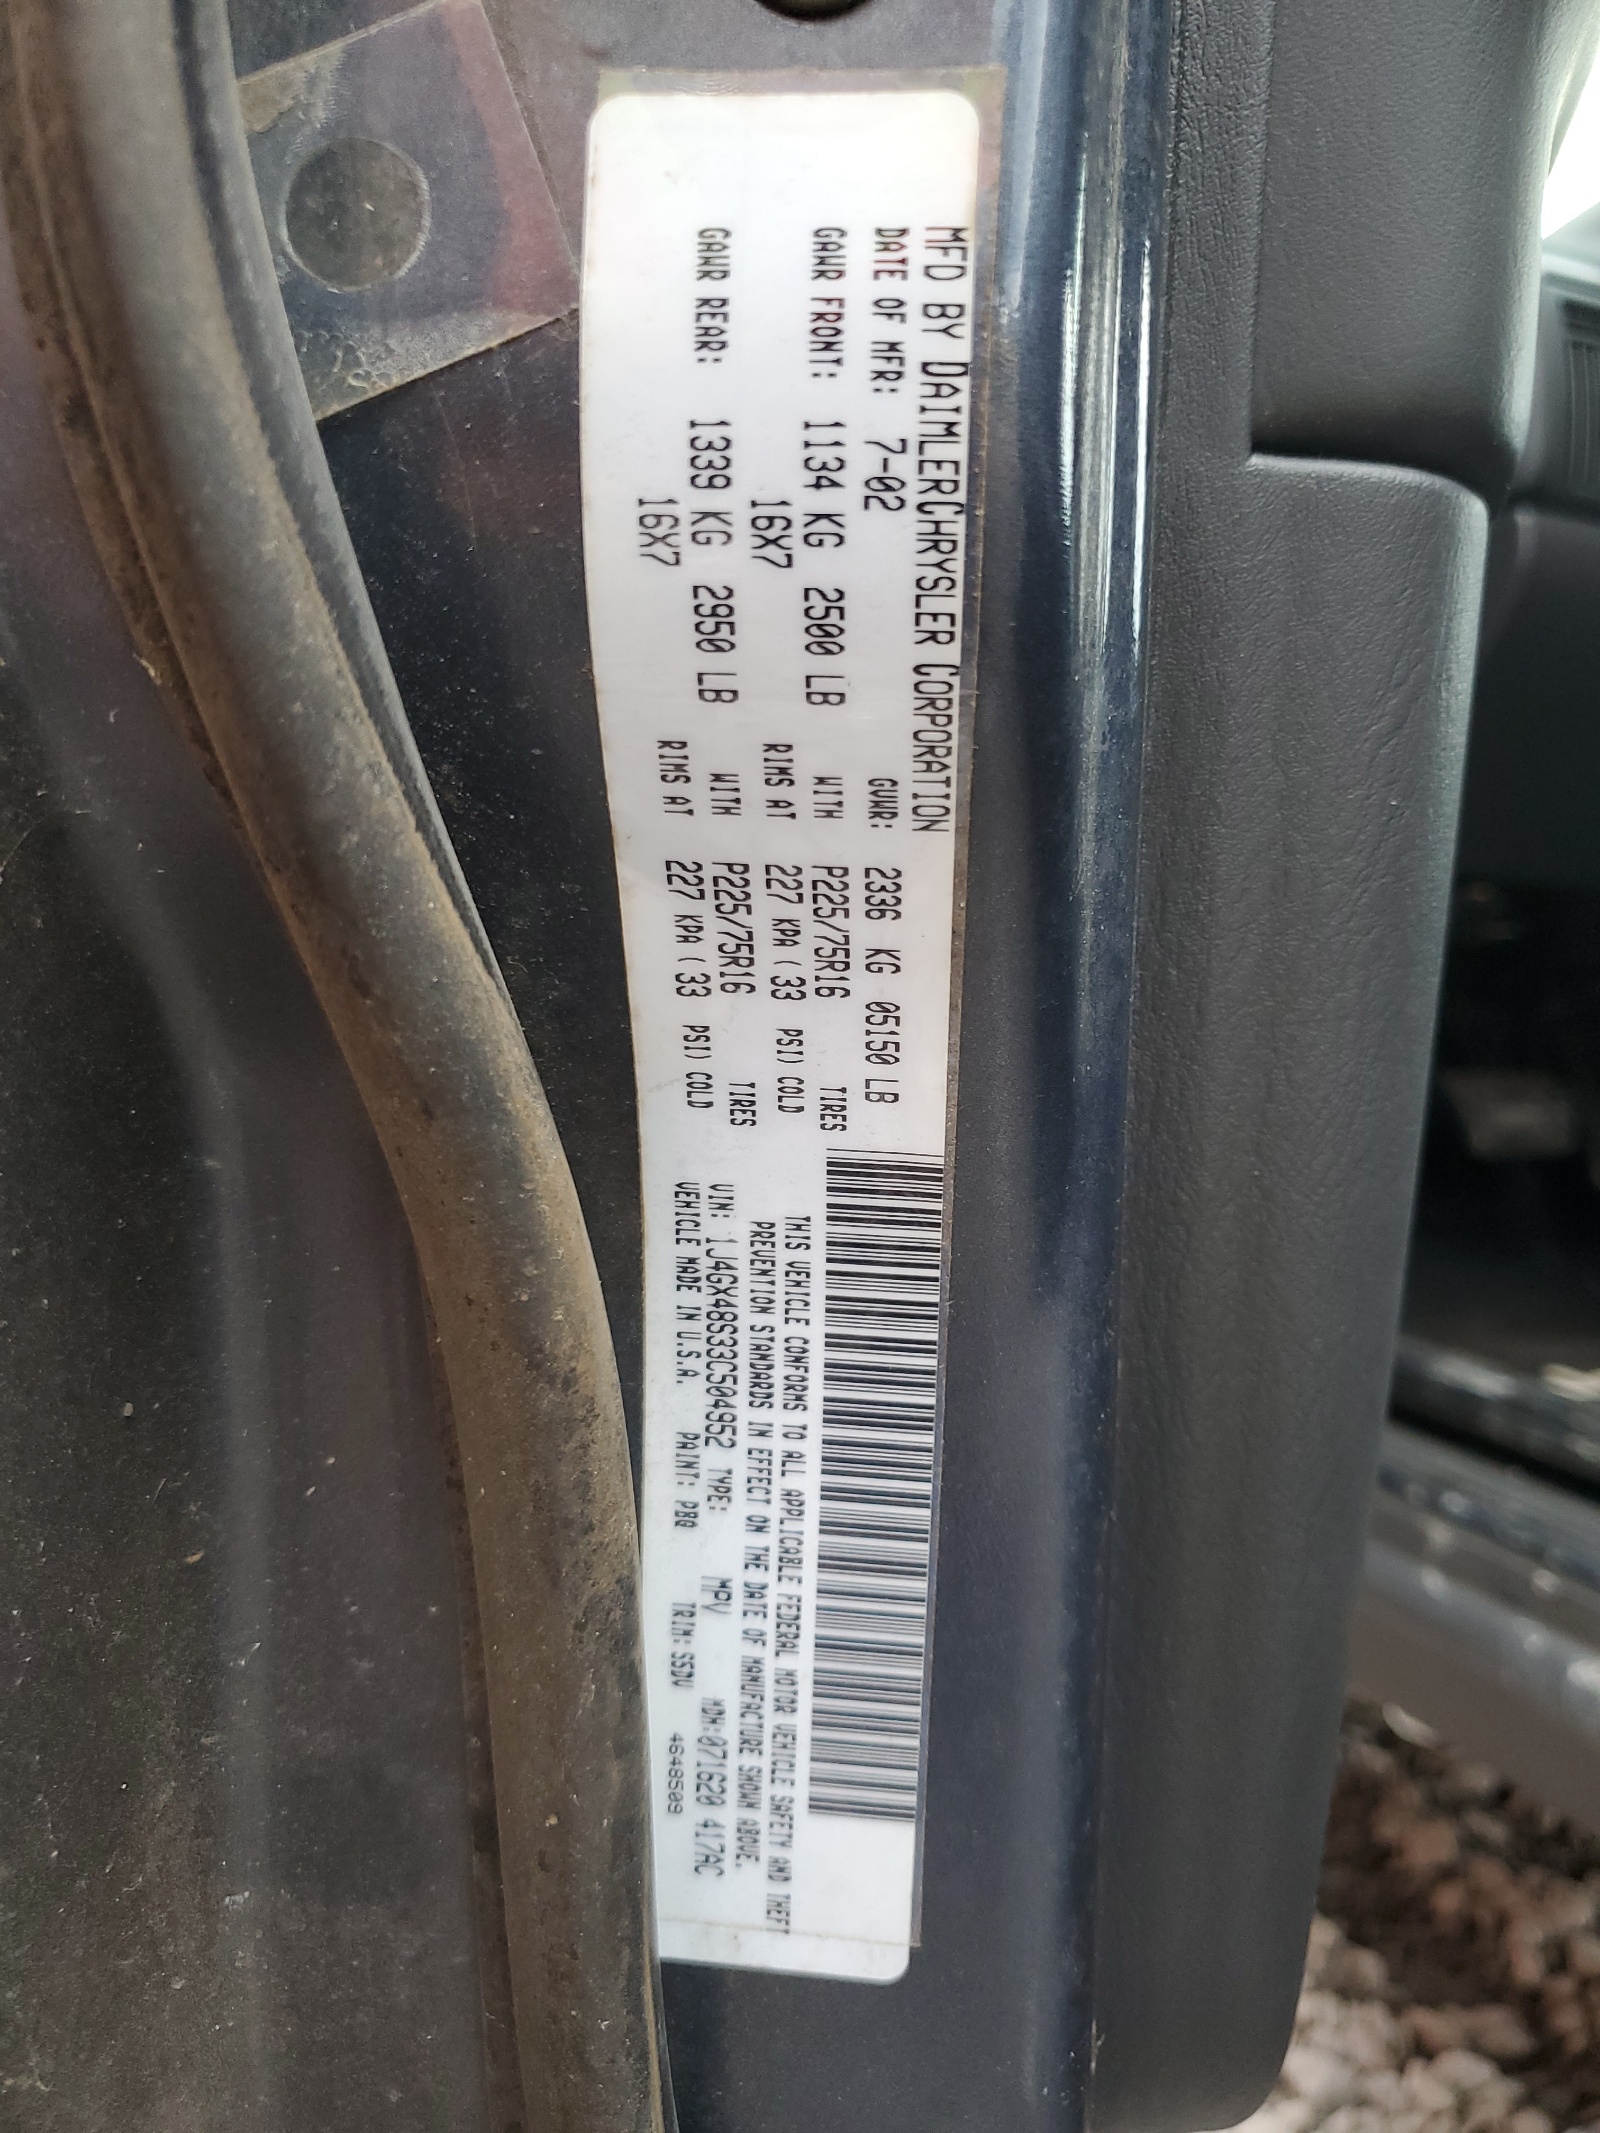 MFD BY DAIMLERCHRYSLER CORPORATION
DATE OF MFR: 7-02 GVWR: 2336 KG 05150 LB
GAWR FRONT: 1134 KG 2500 LB WITH P225/75R16 TIRES
16X7 RIMS AT 227 KPA ( 33 PSI) COLD
GAWR REAR: 1339 KG 2950 LB WITH P225/75R16 TIRES
16X7 RIMS AT 227 KPA ( 33 PSI) COLD
THIS VEHICLE CONFORMS TO ALL APPLICABLE FEDERAL MOTOR VEHICLE SAFETY AND THEFT
PREVENTION STANDARDS IN EFFECT ON THE DATE OF MANUFACTURE SHOWN ABOVE.
VIN: 1J4GX48S33C504952 TYPE: MPV MDH:071620 417AC
VEHICLE MADE IN U.S.A. PAINT: PBQ TRIM: S5DV 4648509